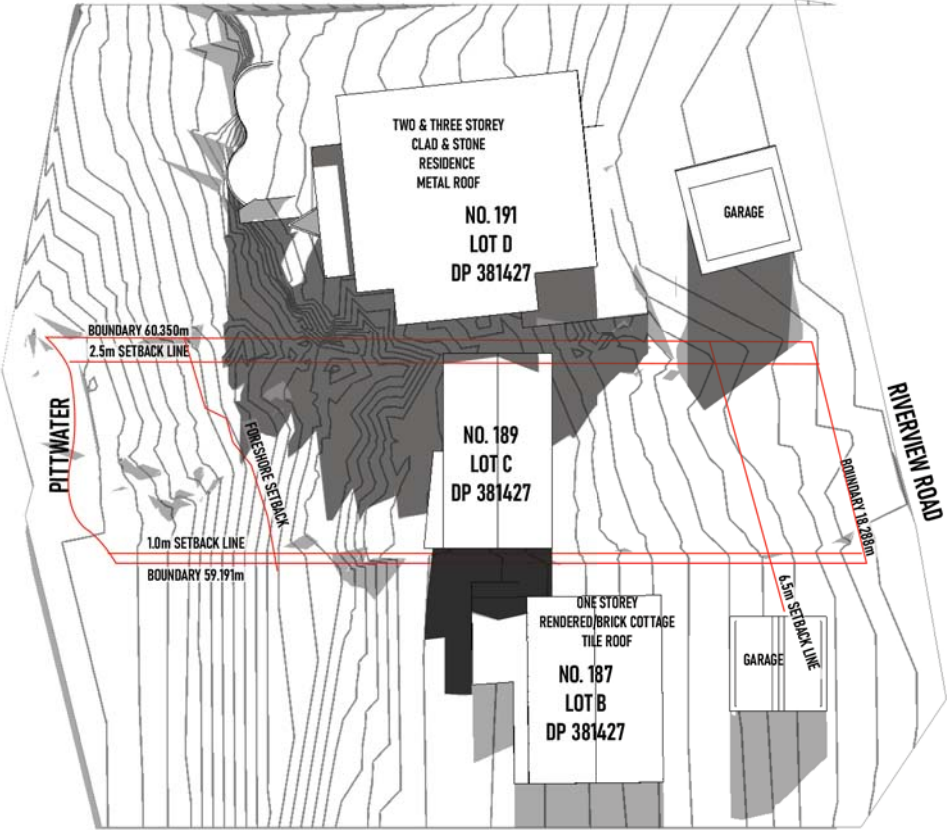 TWO & THREE STOREY
CLAD & STONE
RESIDENCE
METAL ROOF
NO. 191
LOT D
DP 381427
GARAGE
BOUNDARY 60.350m
2.5m SETBACK LINE
PITTWATER
FORESHORE SETBACK
NO. 189
LOT C
DP 381427
RIVERVIEW ROAD
BOUNDARY 18.288m
1.0m SETBACK LINE
BOUNDARY 59.191m
6.5m SETBACK LINE
ONE STOREY
RENDERED/BRICK COTTAGE
TILE ROOF
NO. 187
LOT B
DP 381427
GARAGE